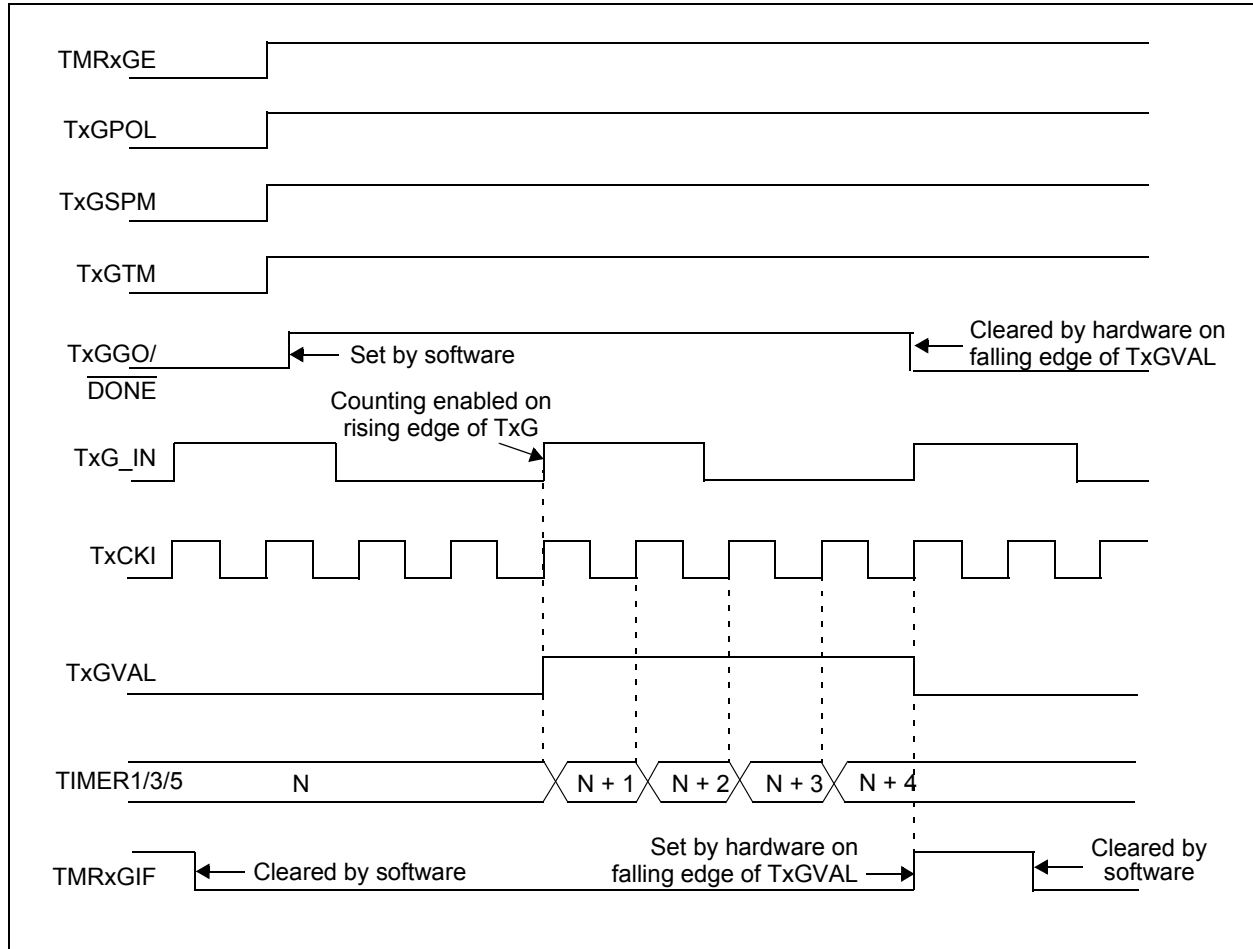 TMRxGE
TxGPOL
TxGSPM
TxGTM
TxGGO/
DONE
Set by software
Cleared by hardware on
falling edge of TxGVAL
Counting enabled on
rising edge of TxG
TxG_IN
TxCKI
TxGVAL
TIMER1/3/5
N
N + 1
N + 2
N + 3
N + 4
TMRxGIF
Cleared by software
Set by hardware on
falling edge of TxGVAL
Cleared by
software